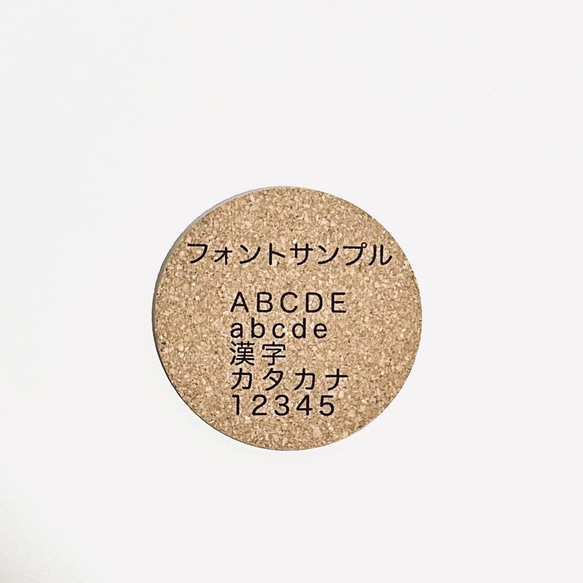 フォントサンプル
ABCDE
abcde
漢字
カタカナ
12345